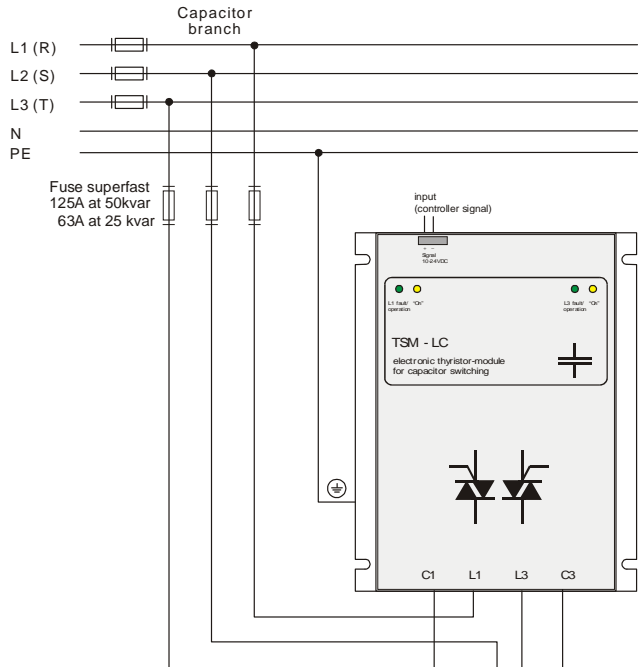 Capacitor
branch
L1 (R)
L2 (S)
L3 (T)
N
PE
Fuse superfast
125A at 50kvar
63A at 25 kvar
input
(controller signal)
+ -
Signal
10-24VDC
L1 fault/ "On"
operation
L3 fault/ "On"
operation
TSM - LC
electronic thyristor-module
for capacitor switching
C1 L1 L3 C3